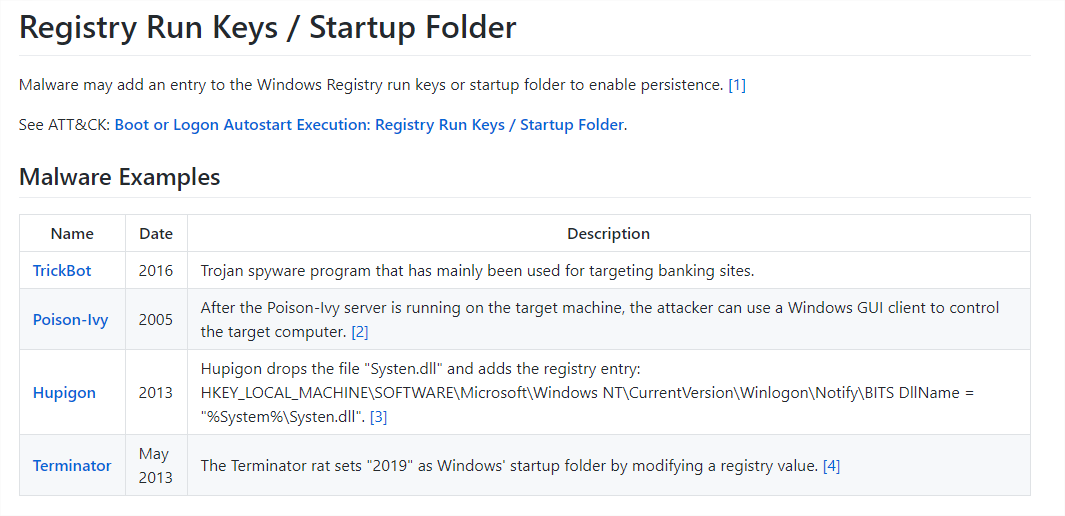 Registry Run Keys / Startup Folder
Malware may add an entry to the Windows Registry run keys or startup folder to enable persistence. [1]
See ATT&CK: Boot or Logon Autostart Execution: Registry Run Keys / Startup Folder.
Malware Examples
Name Date Description
TrickBot 2016 Trojan spyware program that has mainly been used for targeting banking sites.
Poison-Ivy 2005 After the Poison-Ivy server is running on the target machine, the attacker can use a Windows GUI client to control
the target computer. [2]
Hupigon 2013 Hupigon drops the file "Systen.dll" and adds the registry entry:
HKEY_LOCAL_MACHINE\SOFTWARE\Microsoft\Windows NT\CurrentVersion\Winlogon\Notify\BITS DllName =
"%System%\Systen.dll". [3]
Terminator May
2013 The Terminator rat sets "2019" as Windows' startup folder by modifying a registry value. [4]